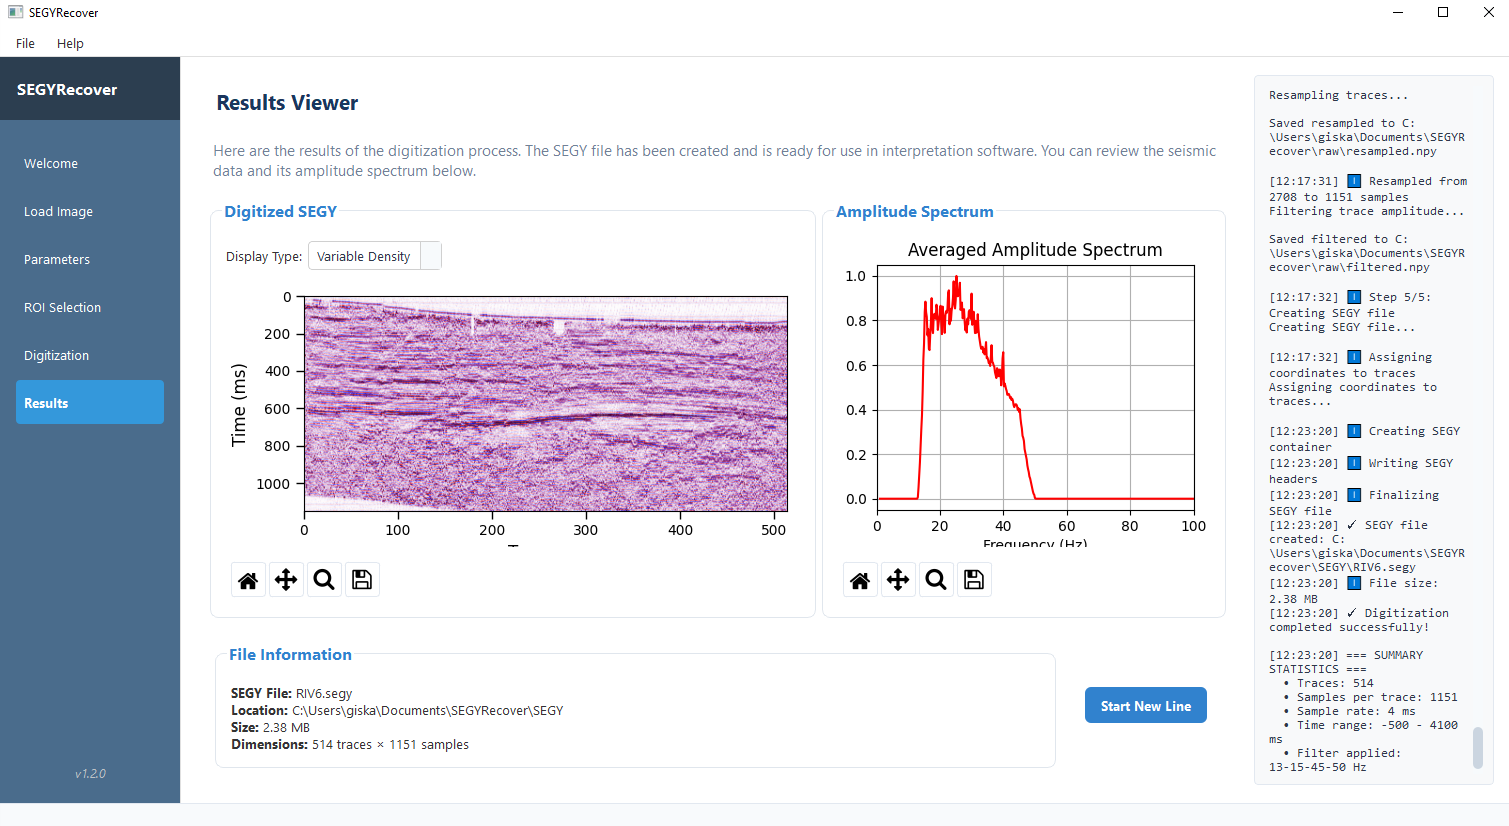 SEGYRecover
File Help
SEGYRecover
Welcome
Load Image
Parameters
ROI Selection
Digitization
Results
v1.2.0
Results Viewer
Here are the results of the digitization process. The SEGY file has been created and is ready for use in interpretation software. You can review the seismic
data and its amplitude spectrum below.
Digitized SEGY
Display Type: Variable Density
0
200
400
600
800
1000
Time (ms)
0 100 200 300 400 500
Amplitude Spectrum
Averaged Amplitude Spectrum
1.0
0.8
0.6
0.4
0.2
0.0
0 20 40 60 80 100
Frequency (Hz)
File Information
SEGY File: RIV6.segy
Location: C:\Users\giska\Documents\SEGYRecover\SEGY
Size: 2.38 MB
Dimensions: 514 traces × 1151 samples
Start New Line
Resampling traces...
Saved resampled to C:
\Users\giska\Documents\SEGYR
ecover\raw\resampled.npy
[12:17:31] ℹ Resampled from
2708 to 1151 samples
Filtering trace amplitude...
Saved filtered to C:
\Users\giska\Documents\SEGYR
ecover\raw\filtered.npy
[12:17:32] ℹ Step 5/5:
Creating SEGY file
Creating SEGY file...
[12:17:32] ℹ Assigning
coordinates to traces
Assigning coordinates to
traces...
[12:23:20] ℹ Creating SEGY
container
[12:23:20] ℹ Writing SEGY
headers
[12:23:20] ℹ Finalizing
SEGY file
[12:23:20] ✓ SEGY file
created: C:
\Users\giska\Documents\SEGYR
ecover\SEGY\RIV6.segy
[12:23:20] ℹ File size:
2.38 MB
[12:23:20] ✓ Digitization
completed successfully!
[12:23:20] === SUMMARY
STATISTICS ===
• Traces: 514
• Samples per trace: 1151
• Sample rate: 4 ms
• Time range: -500 - 4100
ms
• Filter applied:
13-15-45-50 Hz